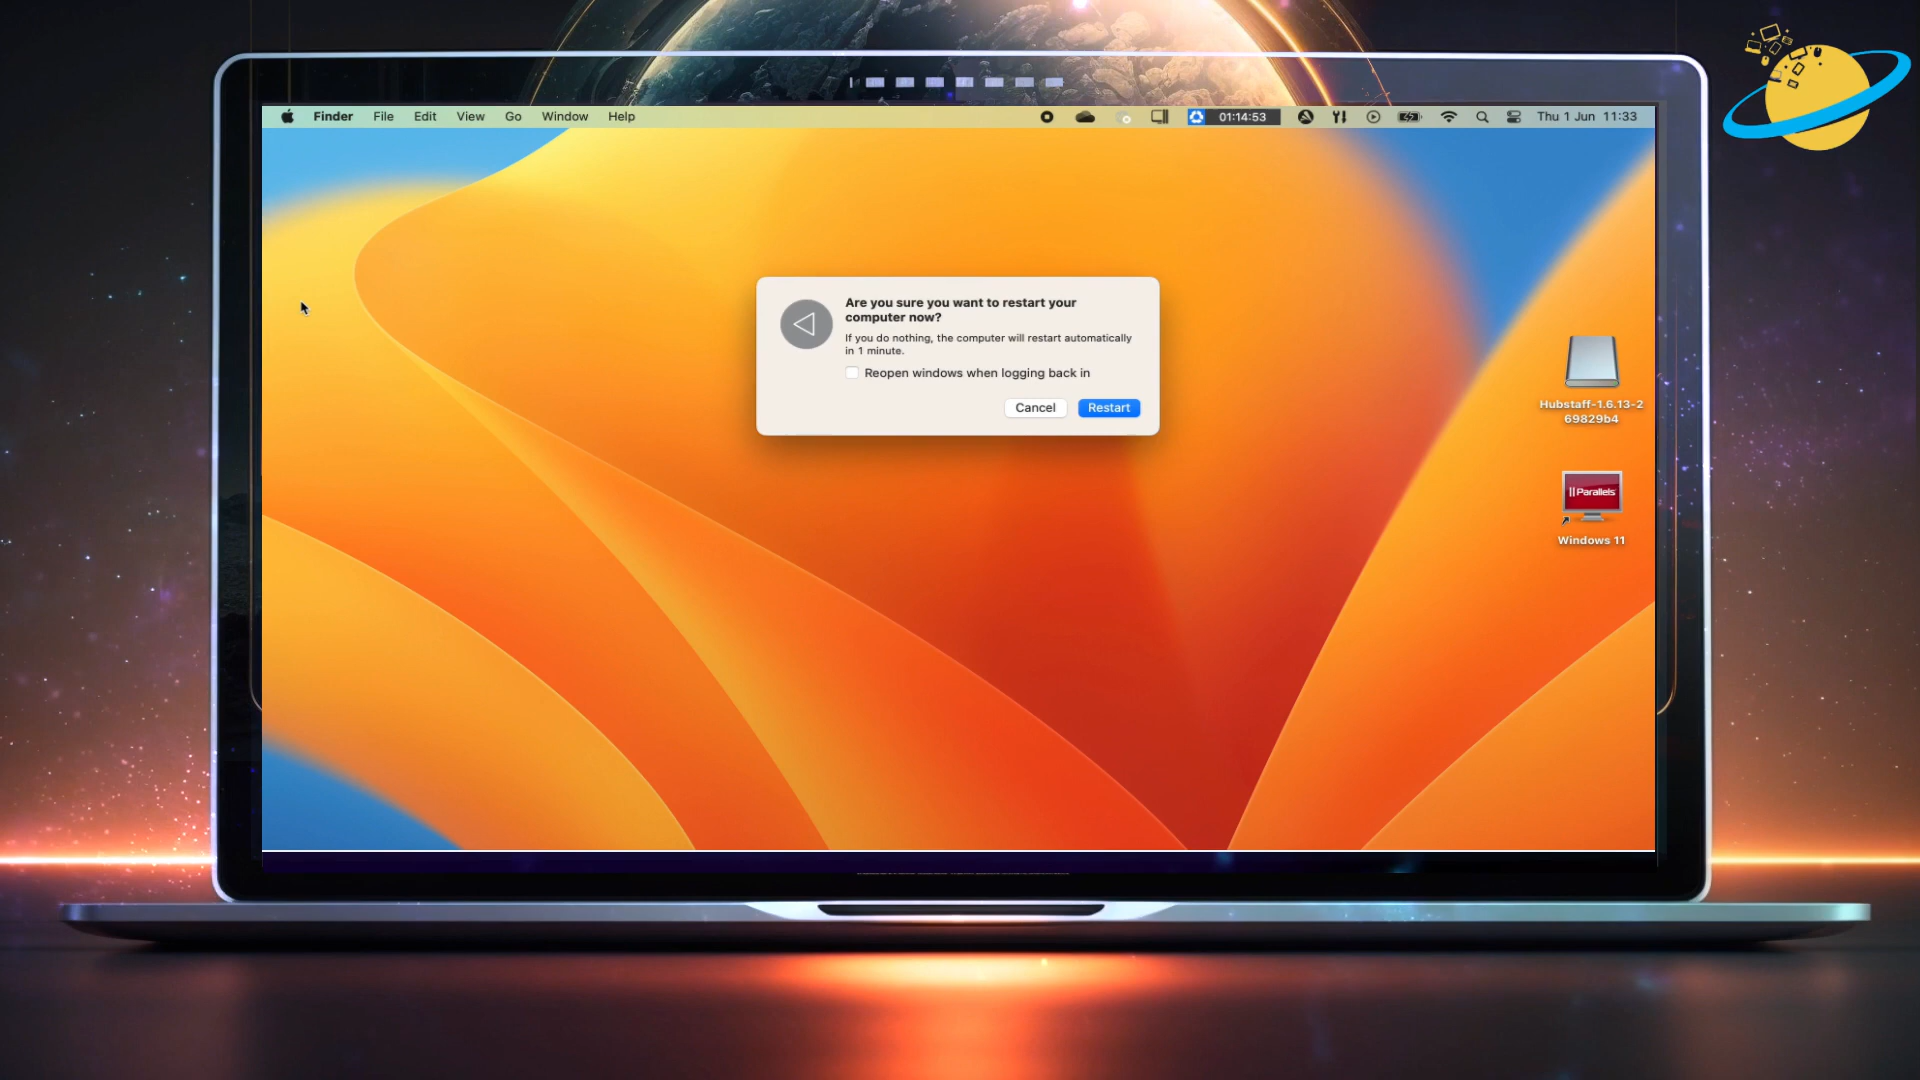 Finder File Edit View Go Window Help 01:14:53 Thu 1 Jun 11:33
Are you sure you want to restart your
computer now?
If you do nothing, the computer will restart automatically
in 1 minute.
Reopen windows when logging back in
Cancel Restart
Hubstaff-1.6.13-2
69829b4
Parallels
Windows 11